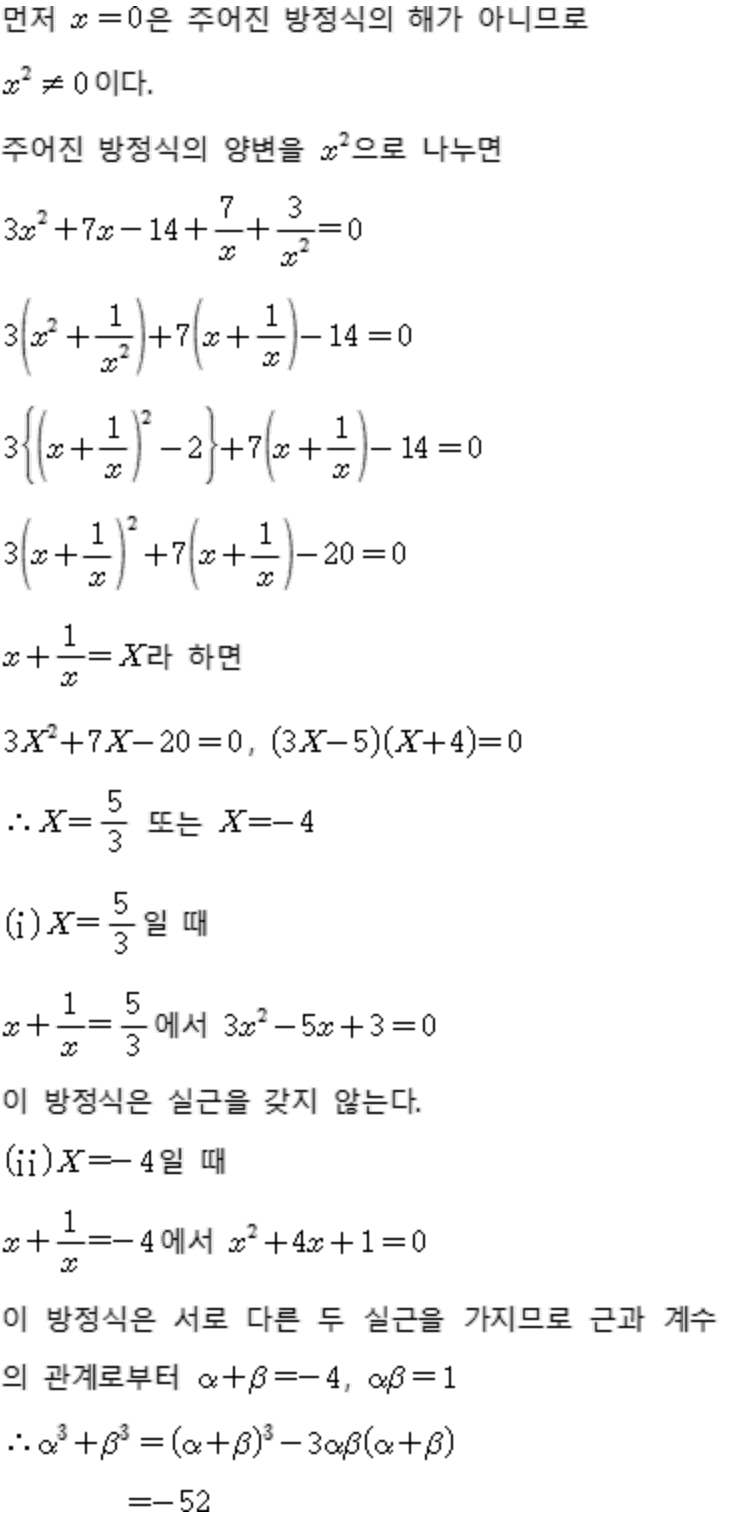 먼저 x=0은 주어진 방정식의 해가 아니므로
x²≠0이다.
주어진 방정식의 양변을 x²으로 나누면
3x²+7x-14+7/x+3/x²=0
3(x²+1/x²)+7(x+1/x)-14=0
3{(x+1/x)²-2}+7(x+1/x)-14=0
3(x+1/x)²+7(x+1/x)-20=0
x+1/x=X라 하면
3X²+7X-20=0, (3X-5)(X+4)=0
∴X=5/3 또는 X=-4
(i)X=5/3일 때
x+1/x=5/3에서 3x²-5x+3=0
이 방정식은 실근을 갖지 않는다.
(ii)X=-4일 때
x+1/x=-4에서 x²+4x+1=0
이 방정식은 서로 다른 두 실근을 가지므로 근과 계수
의 관계로부터 α+β=-4, αβ=1
∴α³+β³=(α+β)³-3αβ(α+β)
=-52